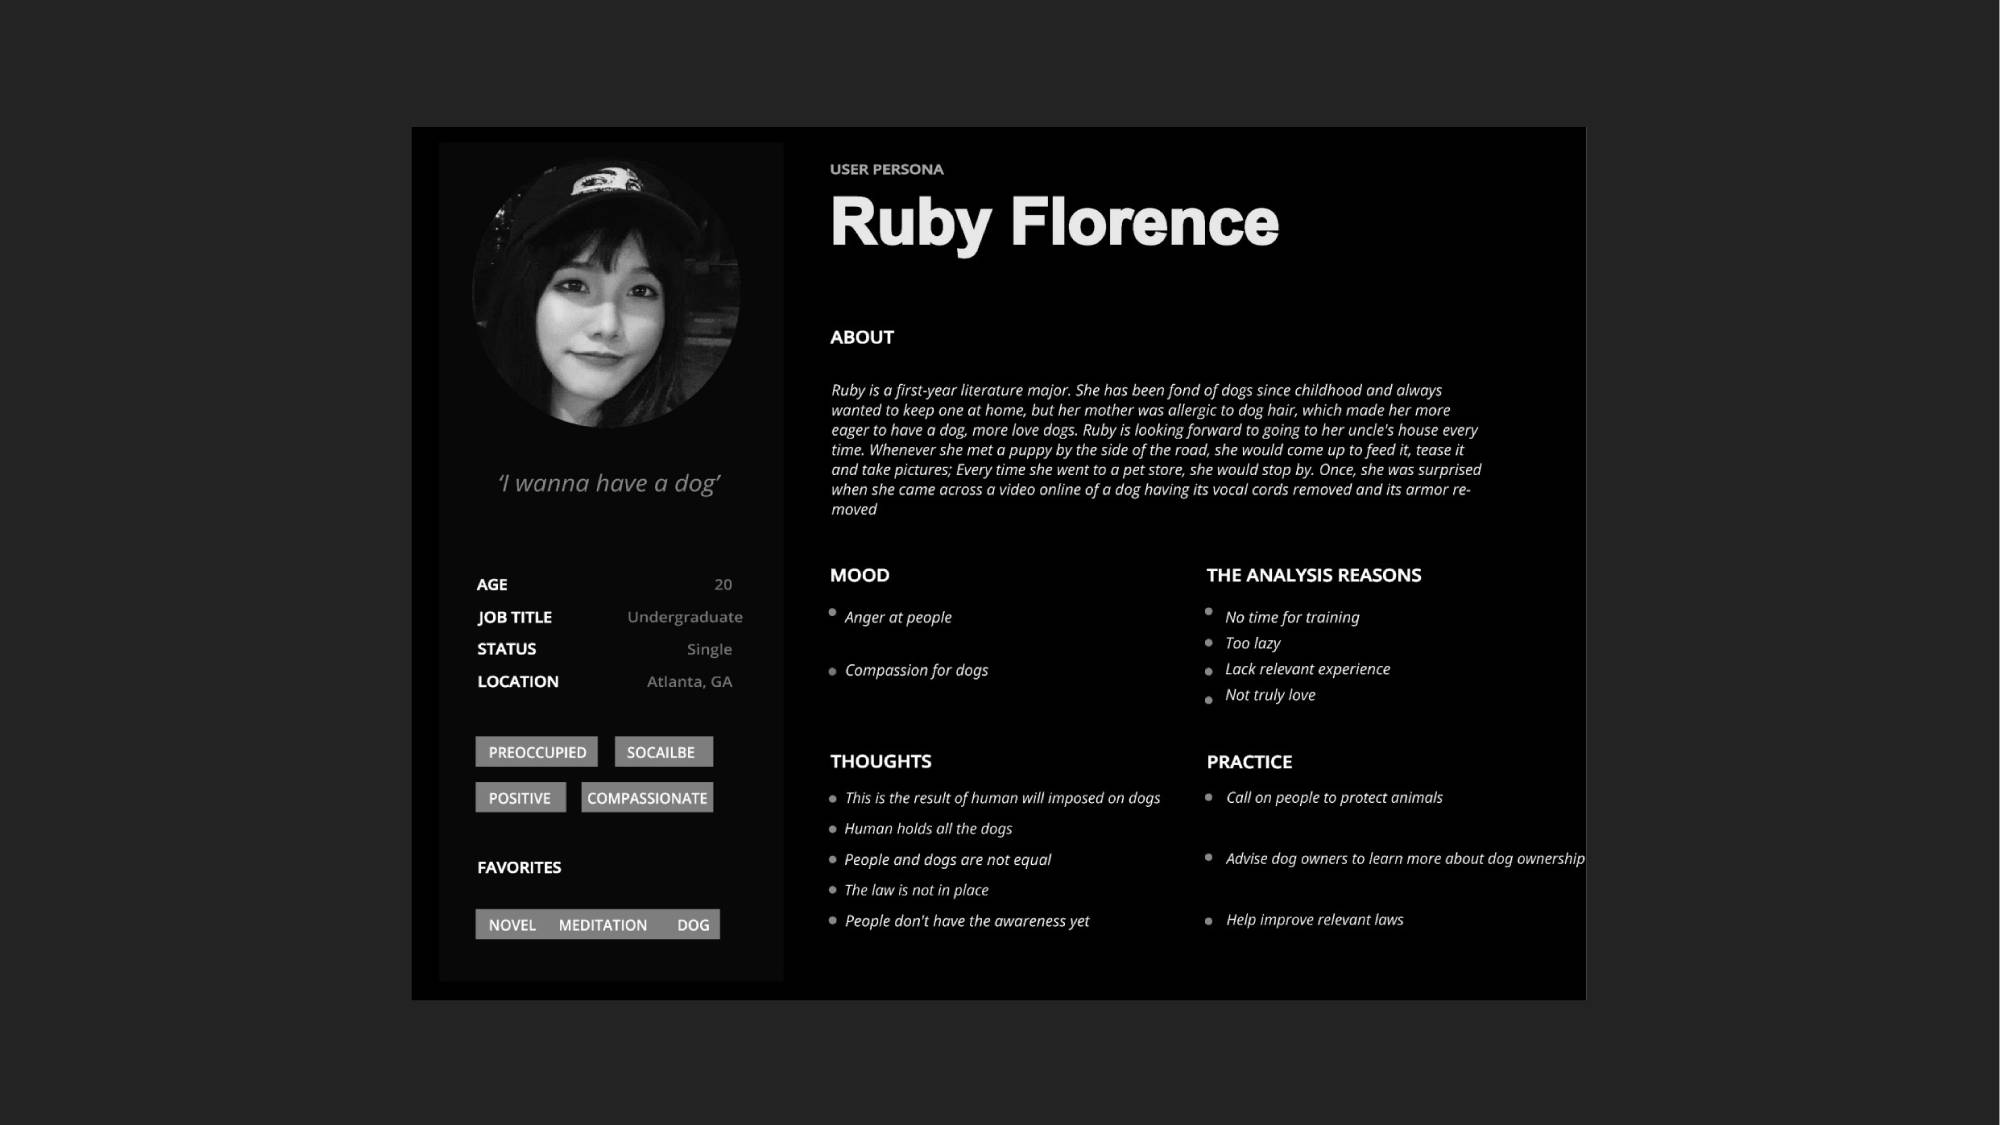 USER PERSONA
Ruby Florence
‘I wanna have a dog’
AGE 20
JOB TITLE Undergraduate
STATUS Single
LOCATION Atlanta, GA
PREOCCUPIED SOCAILBE
POSITIVE COMPASSIONATE
FAVORITES
NOVEL MEDITATION DOG
ABOUT
Ruby is a first-year literature major. She has been fond of dogs since childhood and always
wanted to keep one at home, but her mother was allergic to dog hair, which made her more
eager to have a dog, more love dogs. Ruby is looking forward to going to her uncle's house every
time. Whenever she met a puppy by the side of the road, she would come up to feed it, tease it
and take pictures; Every time she went to a pet store, she would stop by. Once, she was surprised
when she came across a video online of a dog having its vocal cords removed and its armor re-
moved
MOOD
Anger at people
Compassion for dogs
THE ANALYSIS REASONS
No time for training
Too lazy
Lack relevant experience
Not truly love
THOUGHTS
This is the result of human will imposed on dogs
Human holds all the dogs
People and dogs are not equal
The law is not in place
People don't have the awareness yet
PRACTICE
Call on people to protect animals
Advise dog owners to learn more about dog ownership
Help improve relevant laws